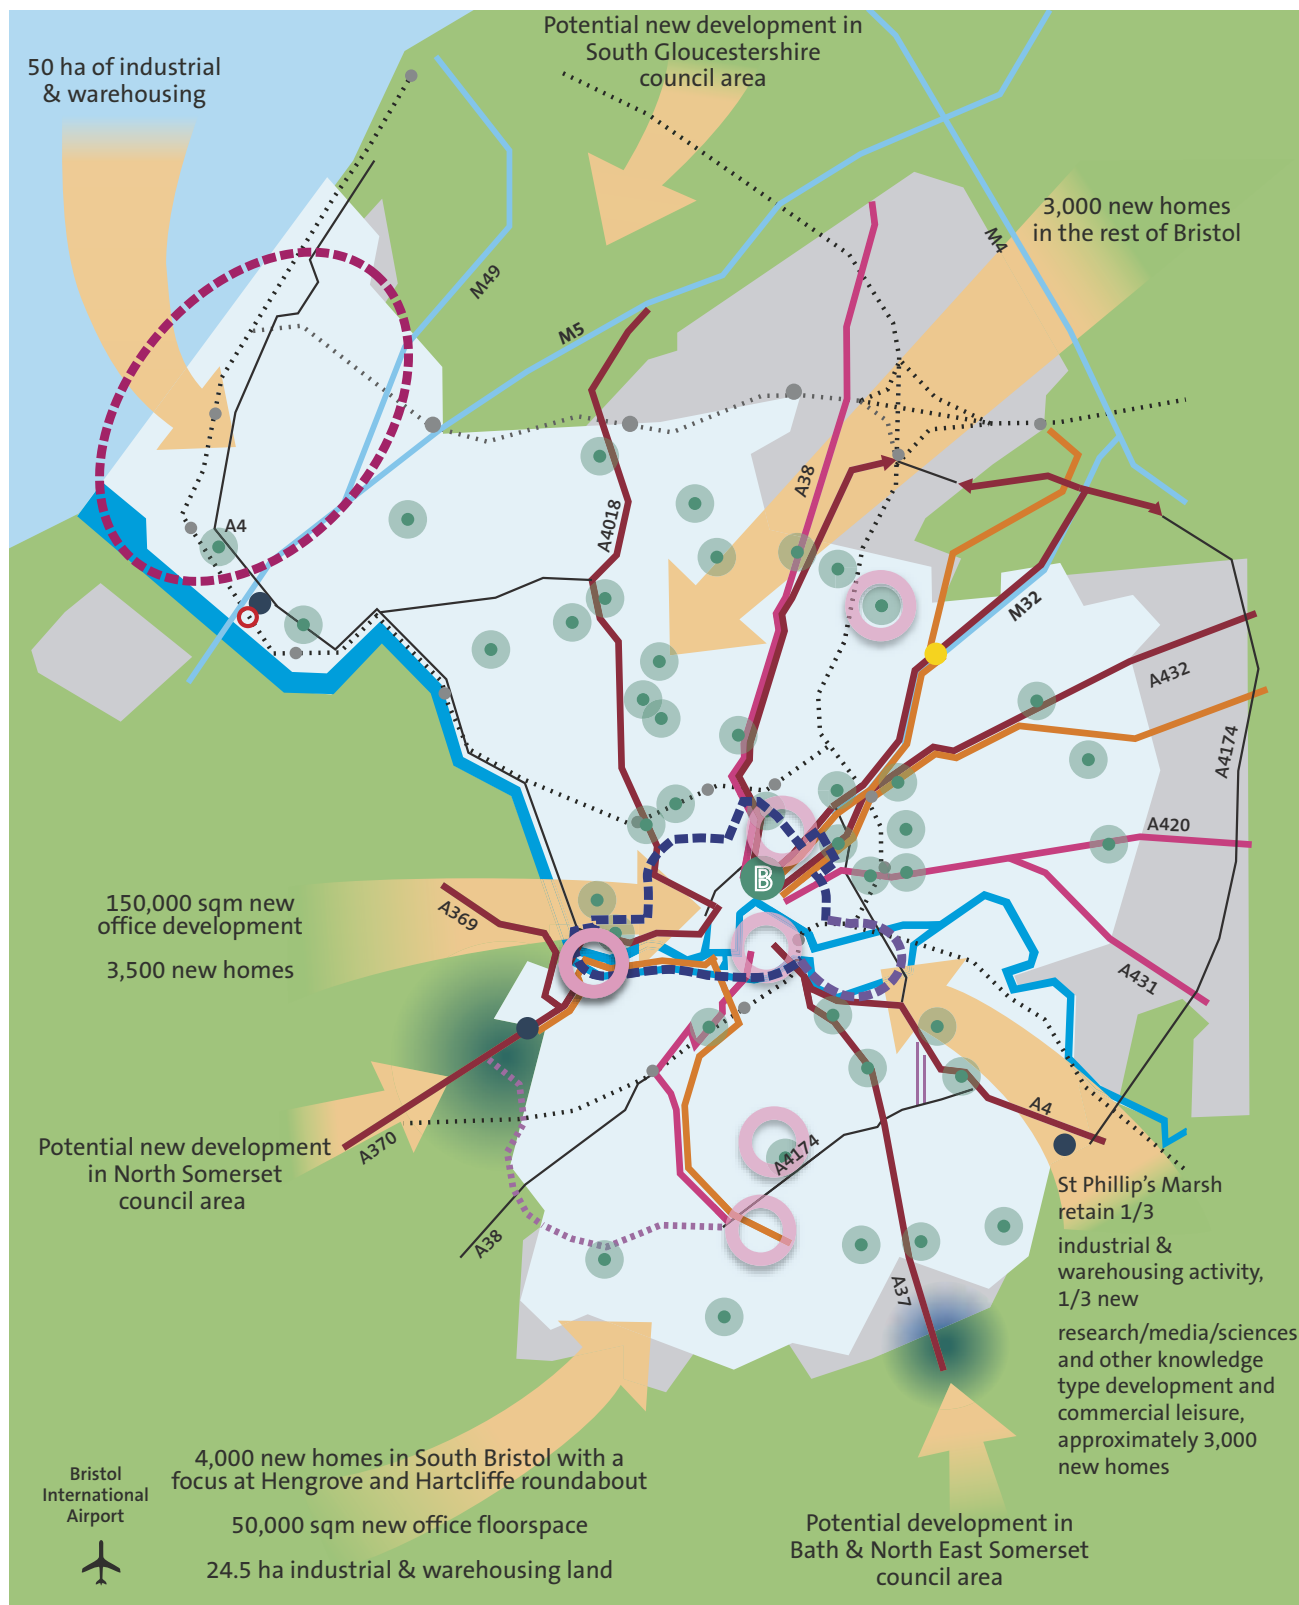 Potential new development in
South Gloucestershire
council area
50 ha of industrial
& warehousing
3,000 new homes
in the rest of Bristol
M4
M49
M5
A38
A4018
A4
M32
A432
A4174
A420
B
150,000 sqm new
office development
3,500 new homes
A369
A431
A4
A370
A4174
Potential new development
in North Somerset
council area
A38
A37
St Phillip's Marsh
retain 1/3
industrial &
warehousing activity,
1/3 new
research/media/sciences
and other knowledge
type development and
commercial leisure,
approximately 3,000
new homes
4,000 new homes in South Bristol with a
focus at Hengrove and Hartcliffe roundabout
50,000 sqm new office floorspace
24.5 ha industrial & warehousing land
Bristol
International
Airport
Potential development in
Bath & North East Somerset
council area